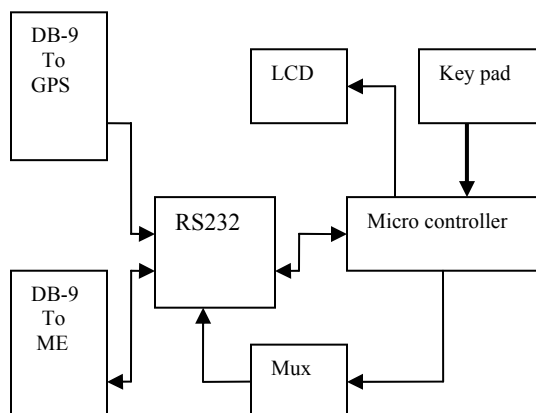 DB-9
To
GPS
LCD
Key pad
RS232
Micro controller
DB-9
To
ME
Mux